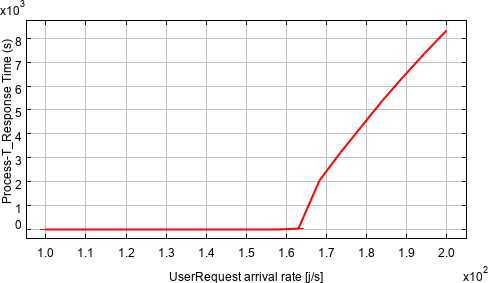 x10³
Process-T_Response Time (s)
8
7
6
5
4
3
2
1
0
1.0 1.1 1.2 1.3 1.4 1.5 1.6 1.7 1.8 1.9 2.0
UserRequest arrival rate [j/s]
x10²